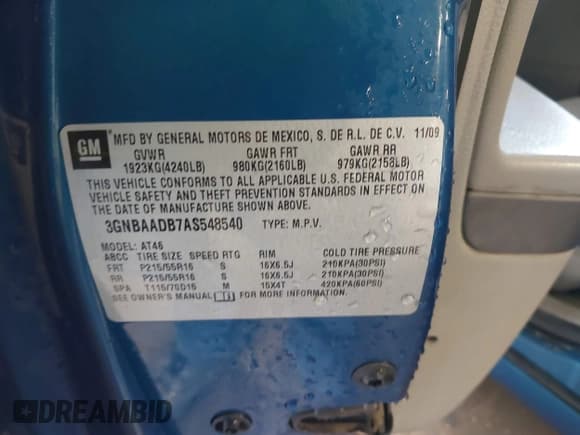 GM
MFD BY GENERAL MOTORS DE MEXICO, S. DE R.L. DE C.V. 11/09
GVWR GAWR FRT GAWR RR
1923KG(4240LB) 980KG(2160LB) 979KG(2158LB)
THIS VEHICLE CONFORMS TO ALL APPLICABLE U.S. FEDERAL MOTOR
VEHICLE SAFETY AND THEFT PREVENTION STANDARDS IN EFFECT ON
THE DATE OF MANUFACTURE SHOWN ABOVE.
3GNBAADB7AS548540 TYPE: M.P.V.
MODEL: AT46
ABCC TIRE SIZE SPEED RTG RIM COLD TIRE PRESSURE
FRT P215/55R16 S 16X6.5J 210KPA(30PSI)
RR P215/55R16 S 16X6.5J 210KPA(30PSI)
SPA T115/70D15 M 15X4T 420KPA(60PSI)
SEE OWNER'S MANUAL FOR MORE INFORMATION.
DREAMBID